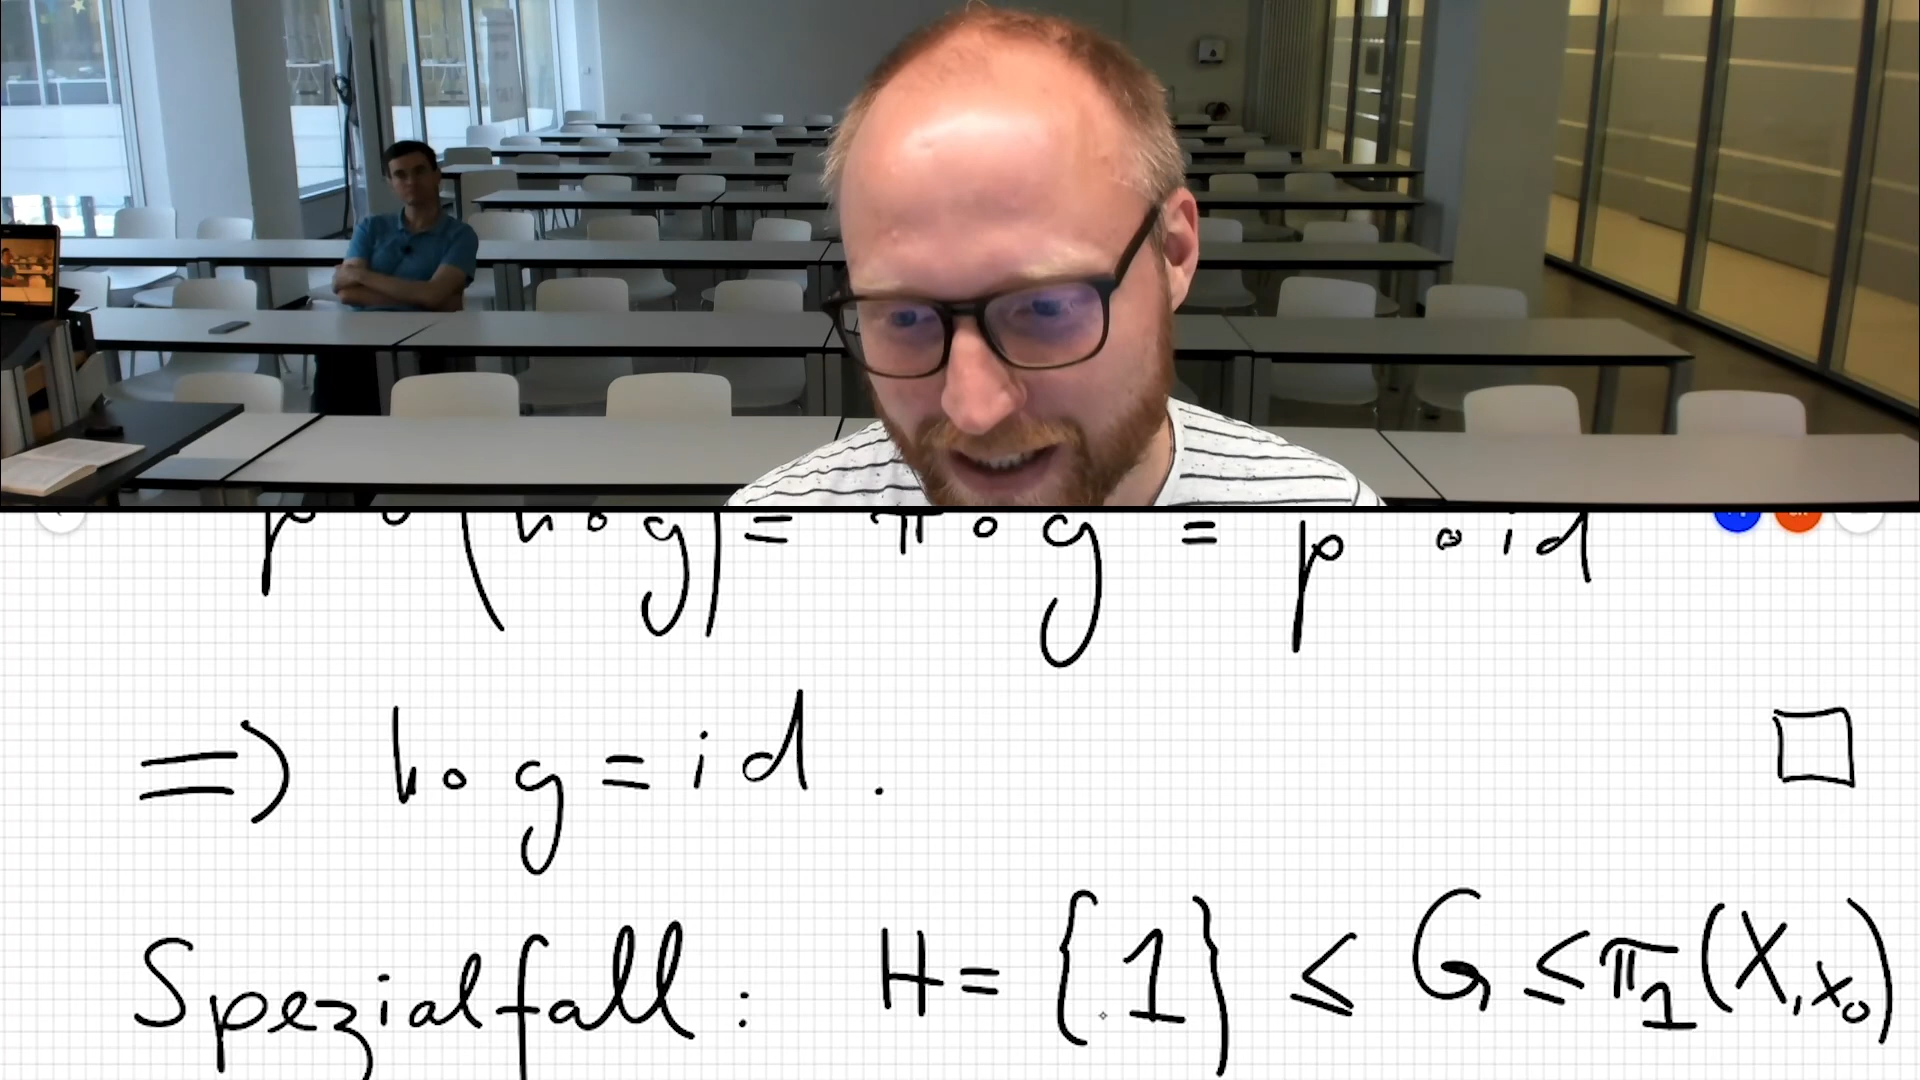 p ∘ (h ∘ g) = π ∘ g = p ∘ id
⇒ h ∘ g = id .
□
Spezialfall : H = {1} ≤ G ≤ π₁(X, x₀)